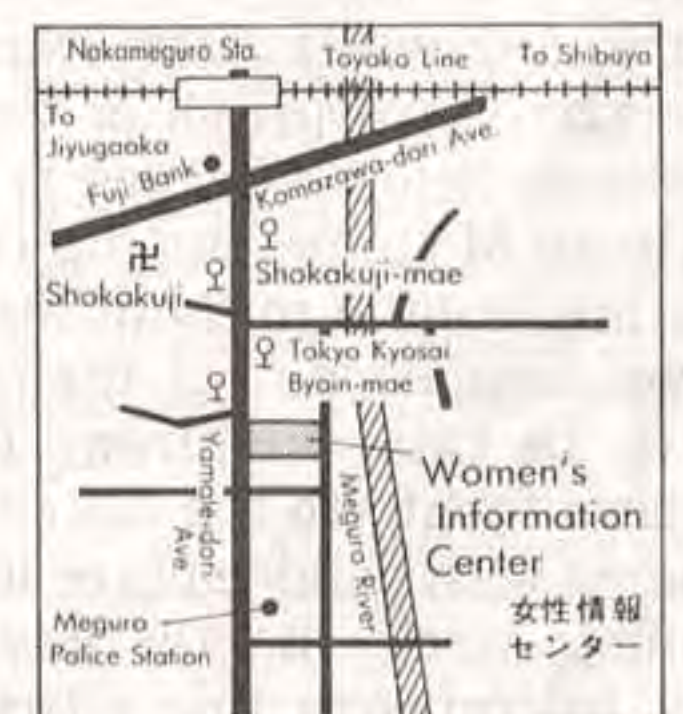 Nakameguro Sta.
Toyoko Line
To Shibuya
To
Jiyugaoka
Fuji Bank
Komazawa-dori Ave.
卍
Shokakuji
Shokakuji-mae
Tokyo Kyosai
Byoin-mae
Yamate-dori
Ave.
Meguro River
Women's
Information
Center
女性情報
センター
Meguro
Police Station